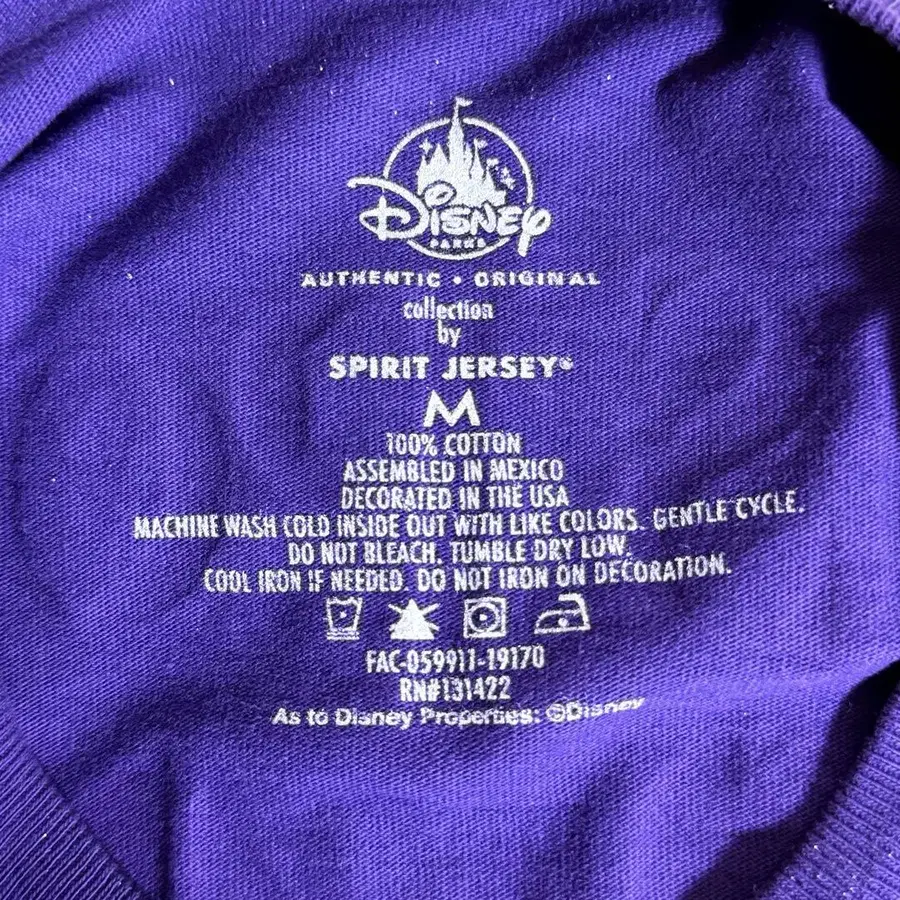 Disney
PARKS
AUTHENTIC • ORIGINAL
collection
by
SPIRIT JERSEY®
M
100% COTTON
ASSEMBLED IN MEXICO
DECORATED IN THE USA
MACHINE WASH COLD INSIDE OUT WITH LIKE COLORS. GENTLE CYCLE.
DO NOT BLEACH. TUMBLE DRY LOW.
COOL IRON IF NEEDED. DO NOT IRON ON DECORATION.
FAC-059911-19170
RN#131422
As to Disney Properties: ©Disney